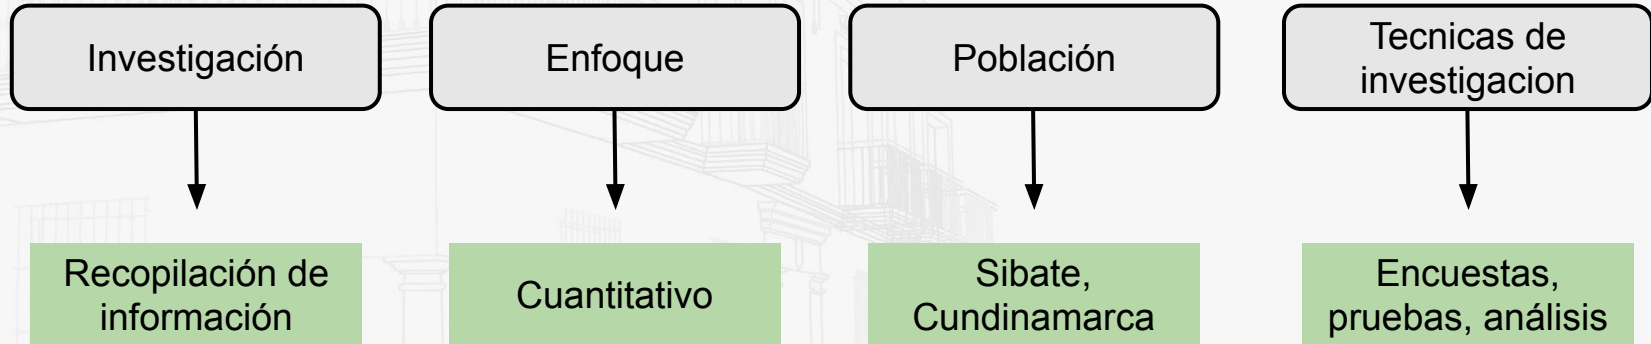 Investigación
Enfoque
Población
Tecnicas de
investigacion
Recopilación de
información
Cuantitativo
Sibate,
Cundinamarca
Encuestas,
pruebas, análisis